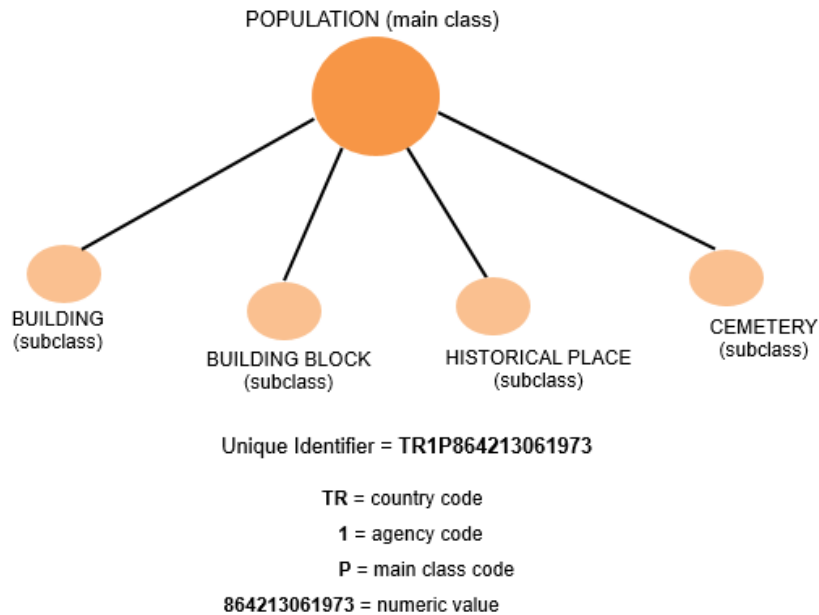 POPULATION (main class)
BUILDING
(subclass)
BUILDING BLOCK
(subclass)
HISTORICAL PLACE
(subclass)
CEMETERY
(subclass)
Unique Identifier = TR1P864213061973
TR = country code
1 = agency code
P = main class code
864213061973 = numeric value